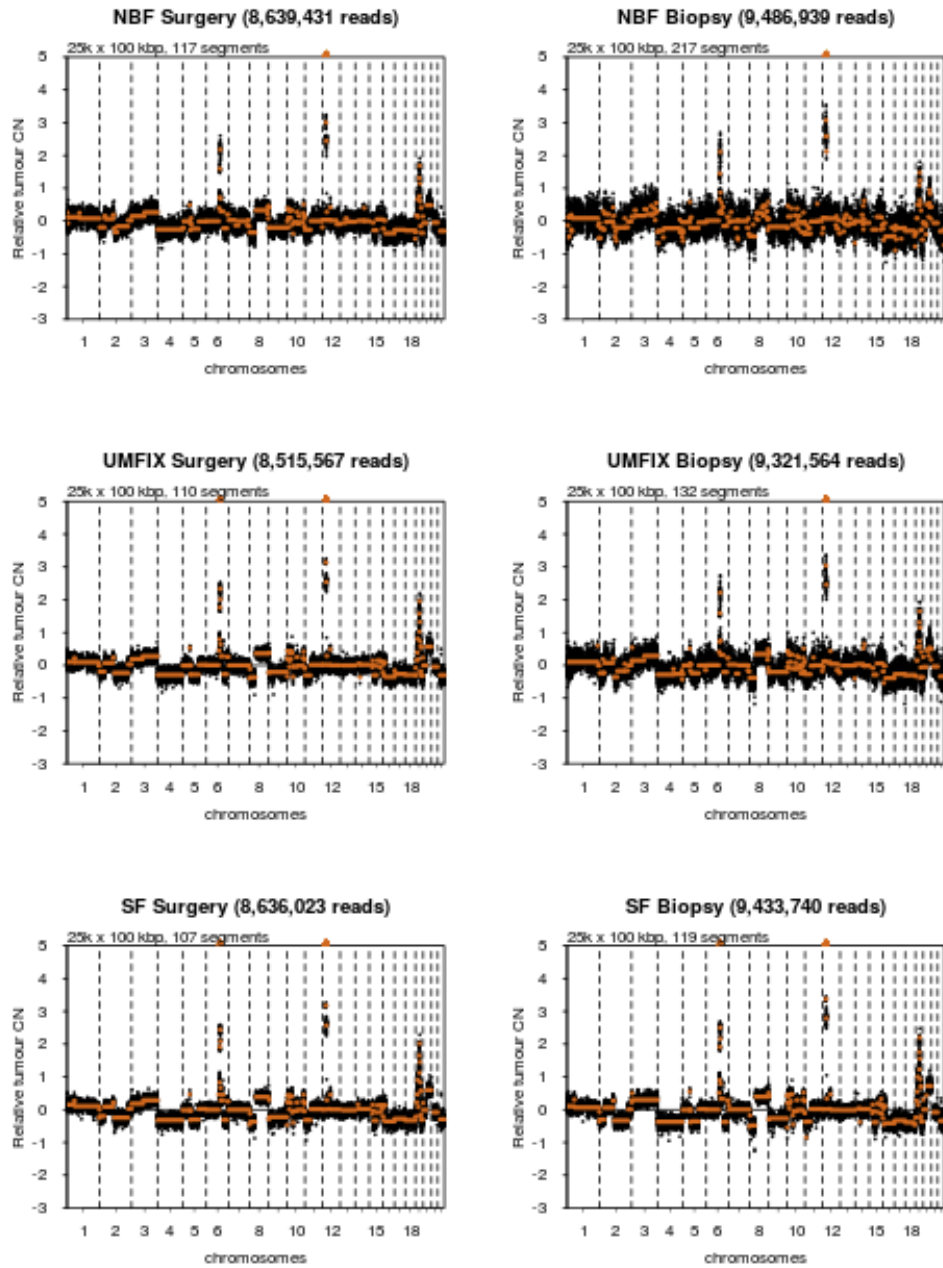 NBF Surgery (8,639,431 reads)
25k x 100 kbp, 117 segments
Relative tumour CN
5
4
3
2
1
0
-1
-2
-3
1 2 3 4 5 6 8 10 12 15 18
chromosomes
NBF Biopsy (9,486,939 reads)
25k x 100 kbp, 217 segments
Relative tumour CN
5
4
3
2
1
0
-1
-2
-3
1 2 3 4 5 6 8 10 12 15 18
chromosomes
UMFIX Surgery (8,515,567 reads)
25k x 100 kbp, 110 segments
Relative tumour CN
5
4
3
2
1
0
-1
-2
-3
1 2 3 4 5 6 8 10 12 15 18
chromosomes
UMFIX Biopsy (9,321,564 reads)
25k x 100 kbp, 132 segments
Relative tumour CN
5
4
3
2
1
0
-1
-2
-3
1 2 3 4 5 6 8 10 12 15 18
chromosomes
SF Surgery (8,636,023 reads)
25k x 100 kbp, 107 segments
Relative tumour CN
5
4
3
2
1
0
-1
-2
-3
1 2 3 4 5 6 8 10 12 15 18
chromosomes
SF Biopsy (9,433,740 reads)
25k x 100 kbp, 119 segments
Relative tumour CN
5
4
3
2
1
0
-1
-2
-3
1 2 3 4 5 6 8 10 12 15 18
chromosomes